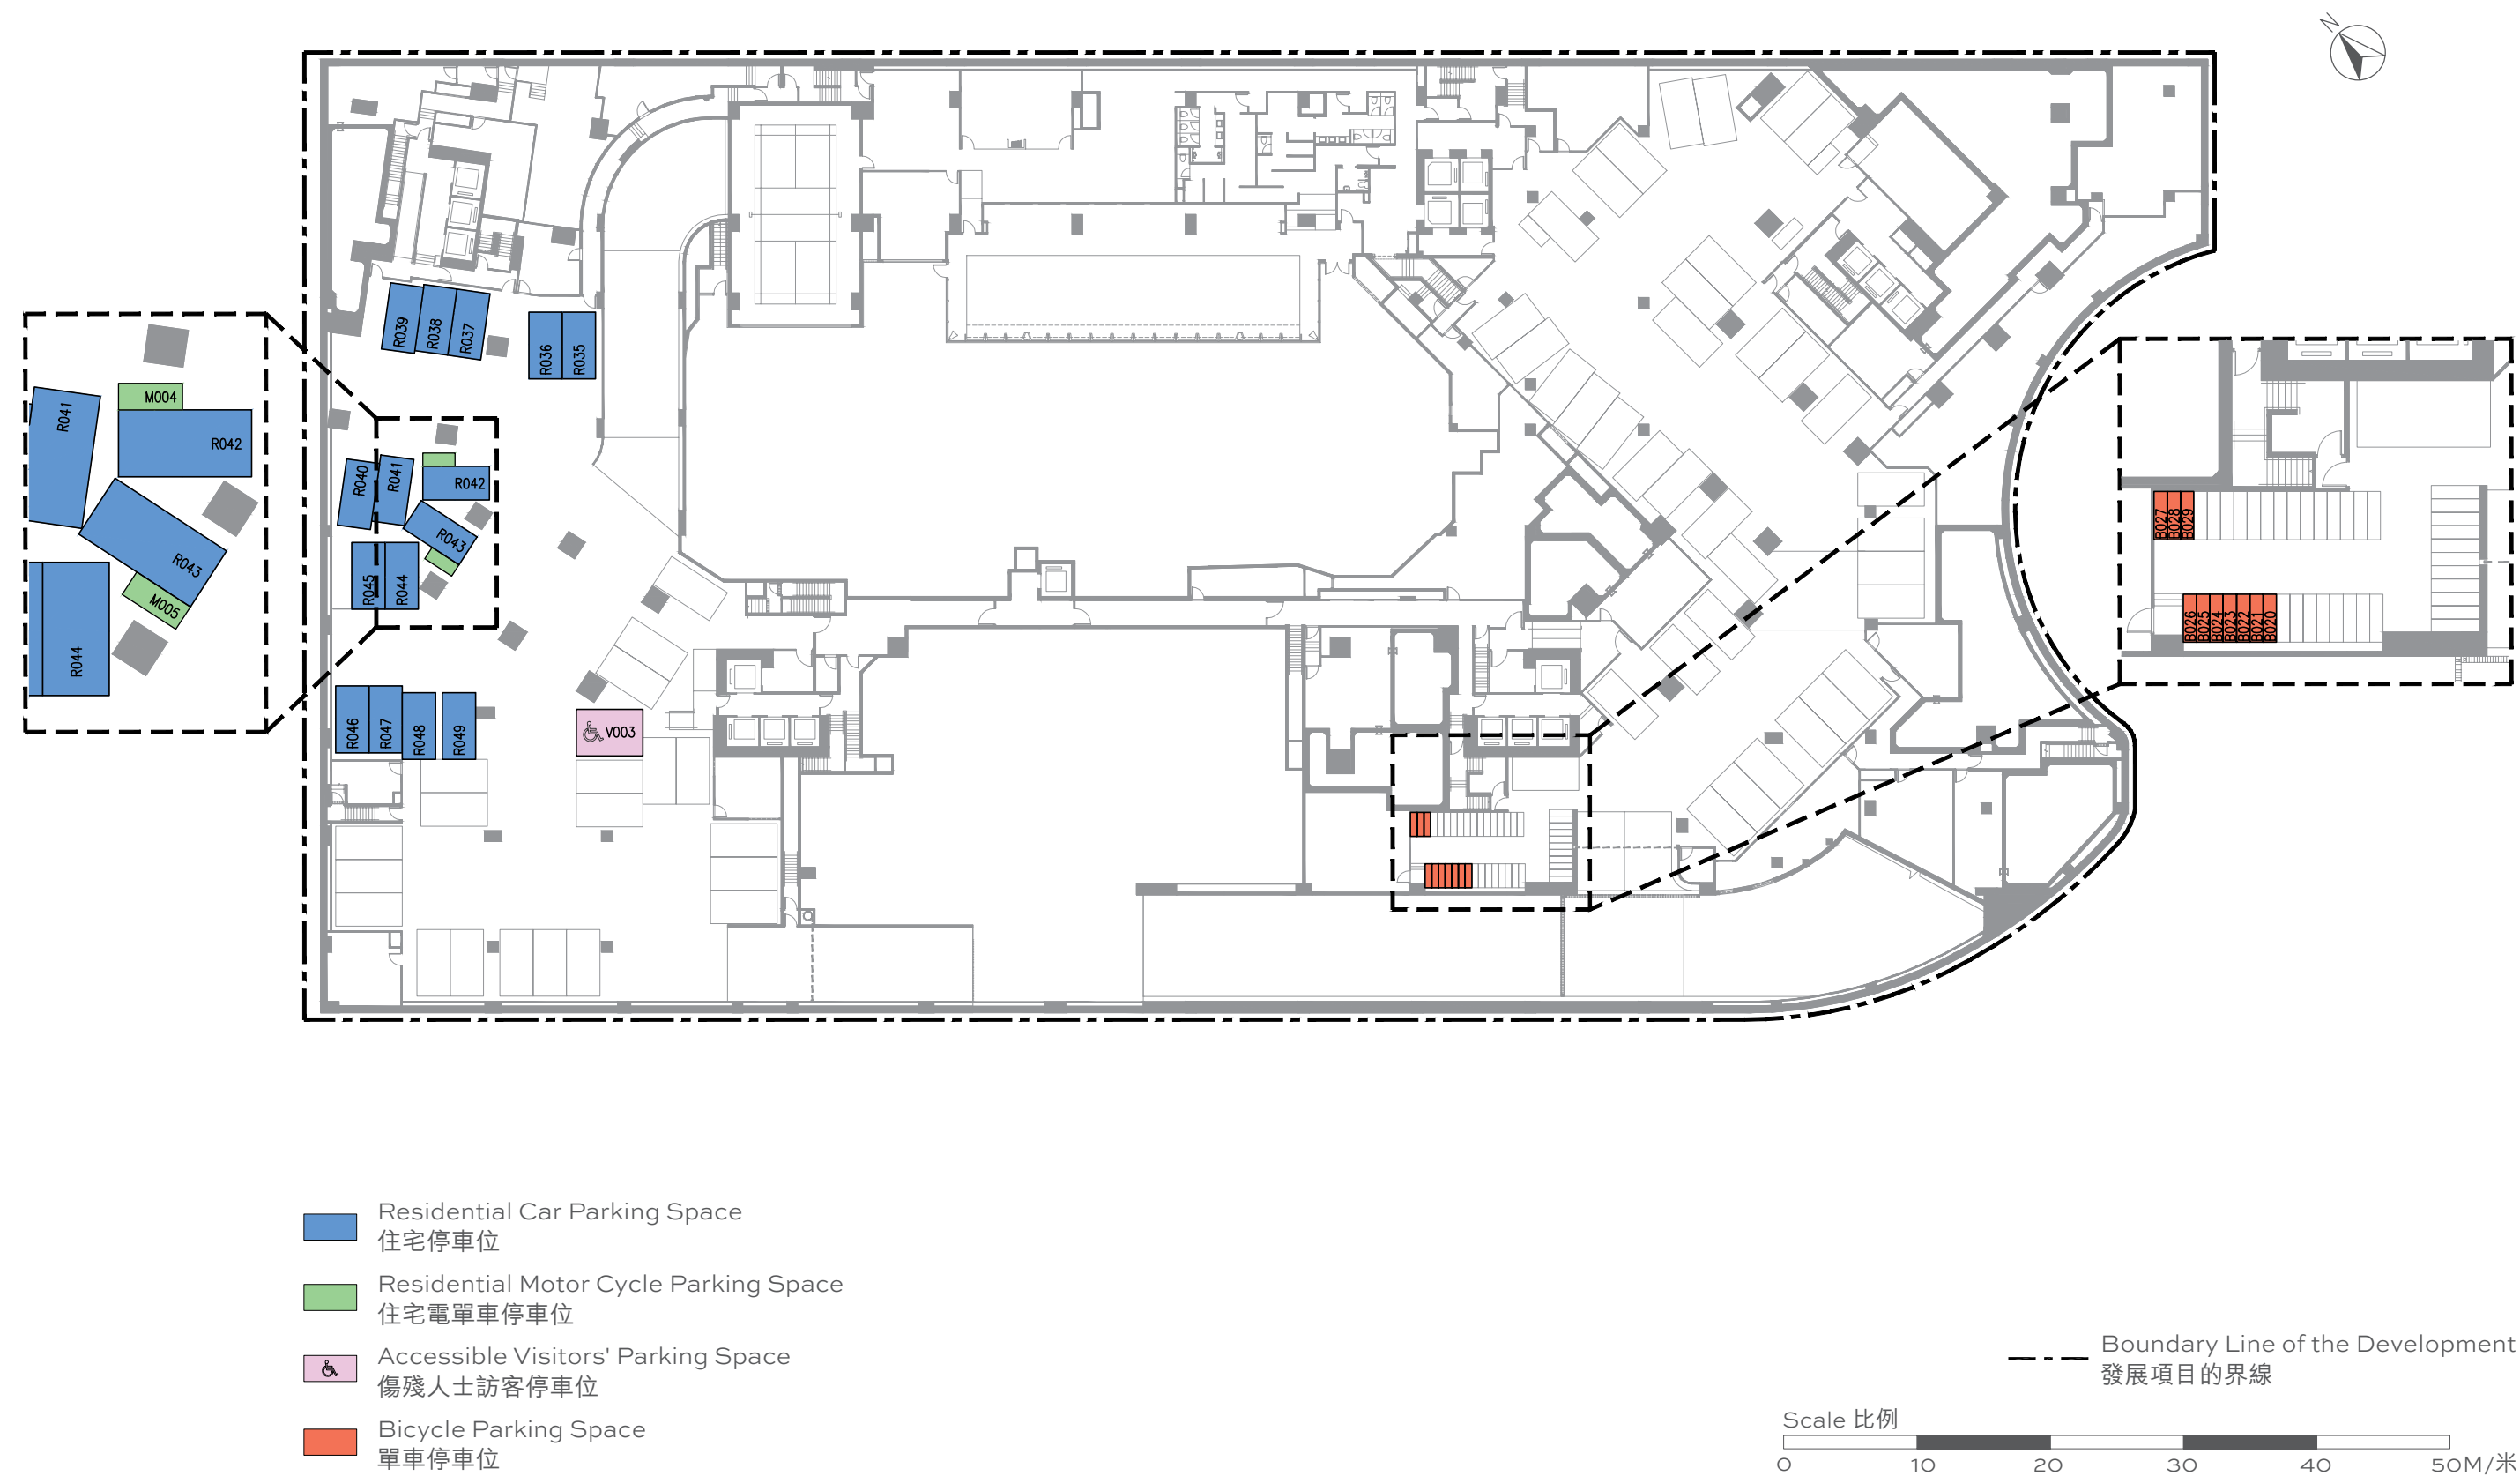 N
R039
R038
R037
R036
R035
R041
M004
R042
R043
M005
R044
R040
R041
R042
R043
R045
R044
R046
R047
R048
R049
V003
B027
B028
B029
B026
B025
B024
B023
B022
B021
B020
Residential Car Parking Space
住宅停車位
Residential Motor Cycle Parking Space
住宅電單車停車位
Accessible Visitors' Parking Space
傷殘人士訪客停車位
Bicycle Parking Space
單車停車位
Boundary Line of the Development
發展項目的界線
Scale 比例
0 10 20 30 40 50M/米